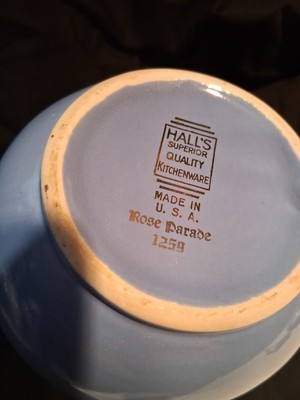 HALL'S
SUPERIOR
QUALITY
KITCHENWARE
MADE IN
U. S. A.
Rose Parade
1259